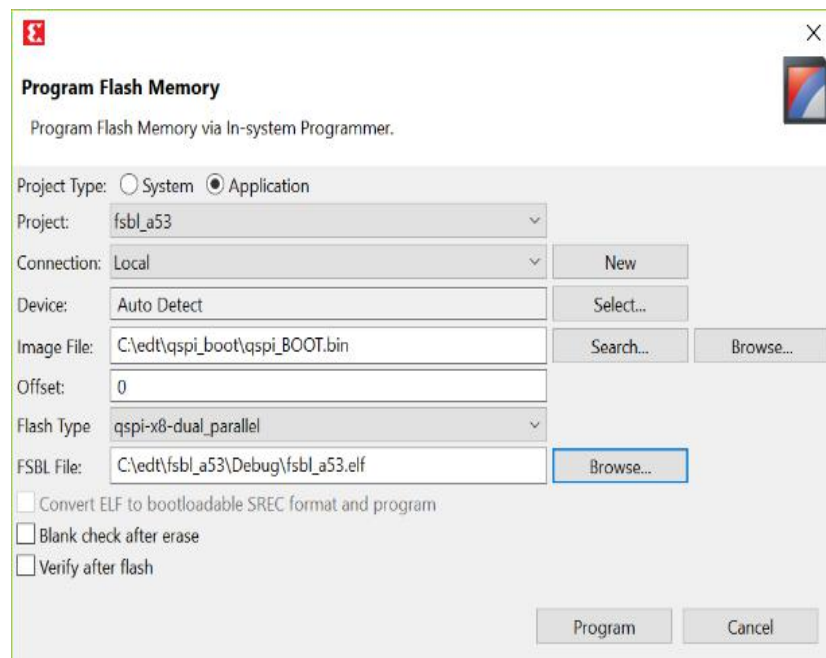 Program Flash Memory
Program Flash Memory via In-system Programmer.
Project Type: System Application
Project: fsbl_a53
Connection: Local New
Device: Auto Detect Select...
Image File: C:\edt\qspi_boot\qspi_BOOT.bin Search... Browse...
Offset: 0
Flash Type qspi-x8-dual_parallel
FSBL File: C:\edt\fsbl_a53\Debug\fsbl_a53.elf Browse...
Convert ELF to bootloadable SREC format and program
Blank check after erase
Verify after flash
Program Cancel